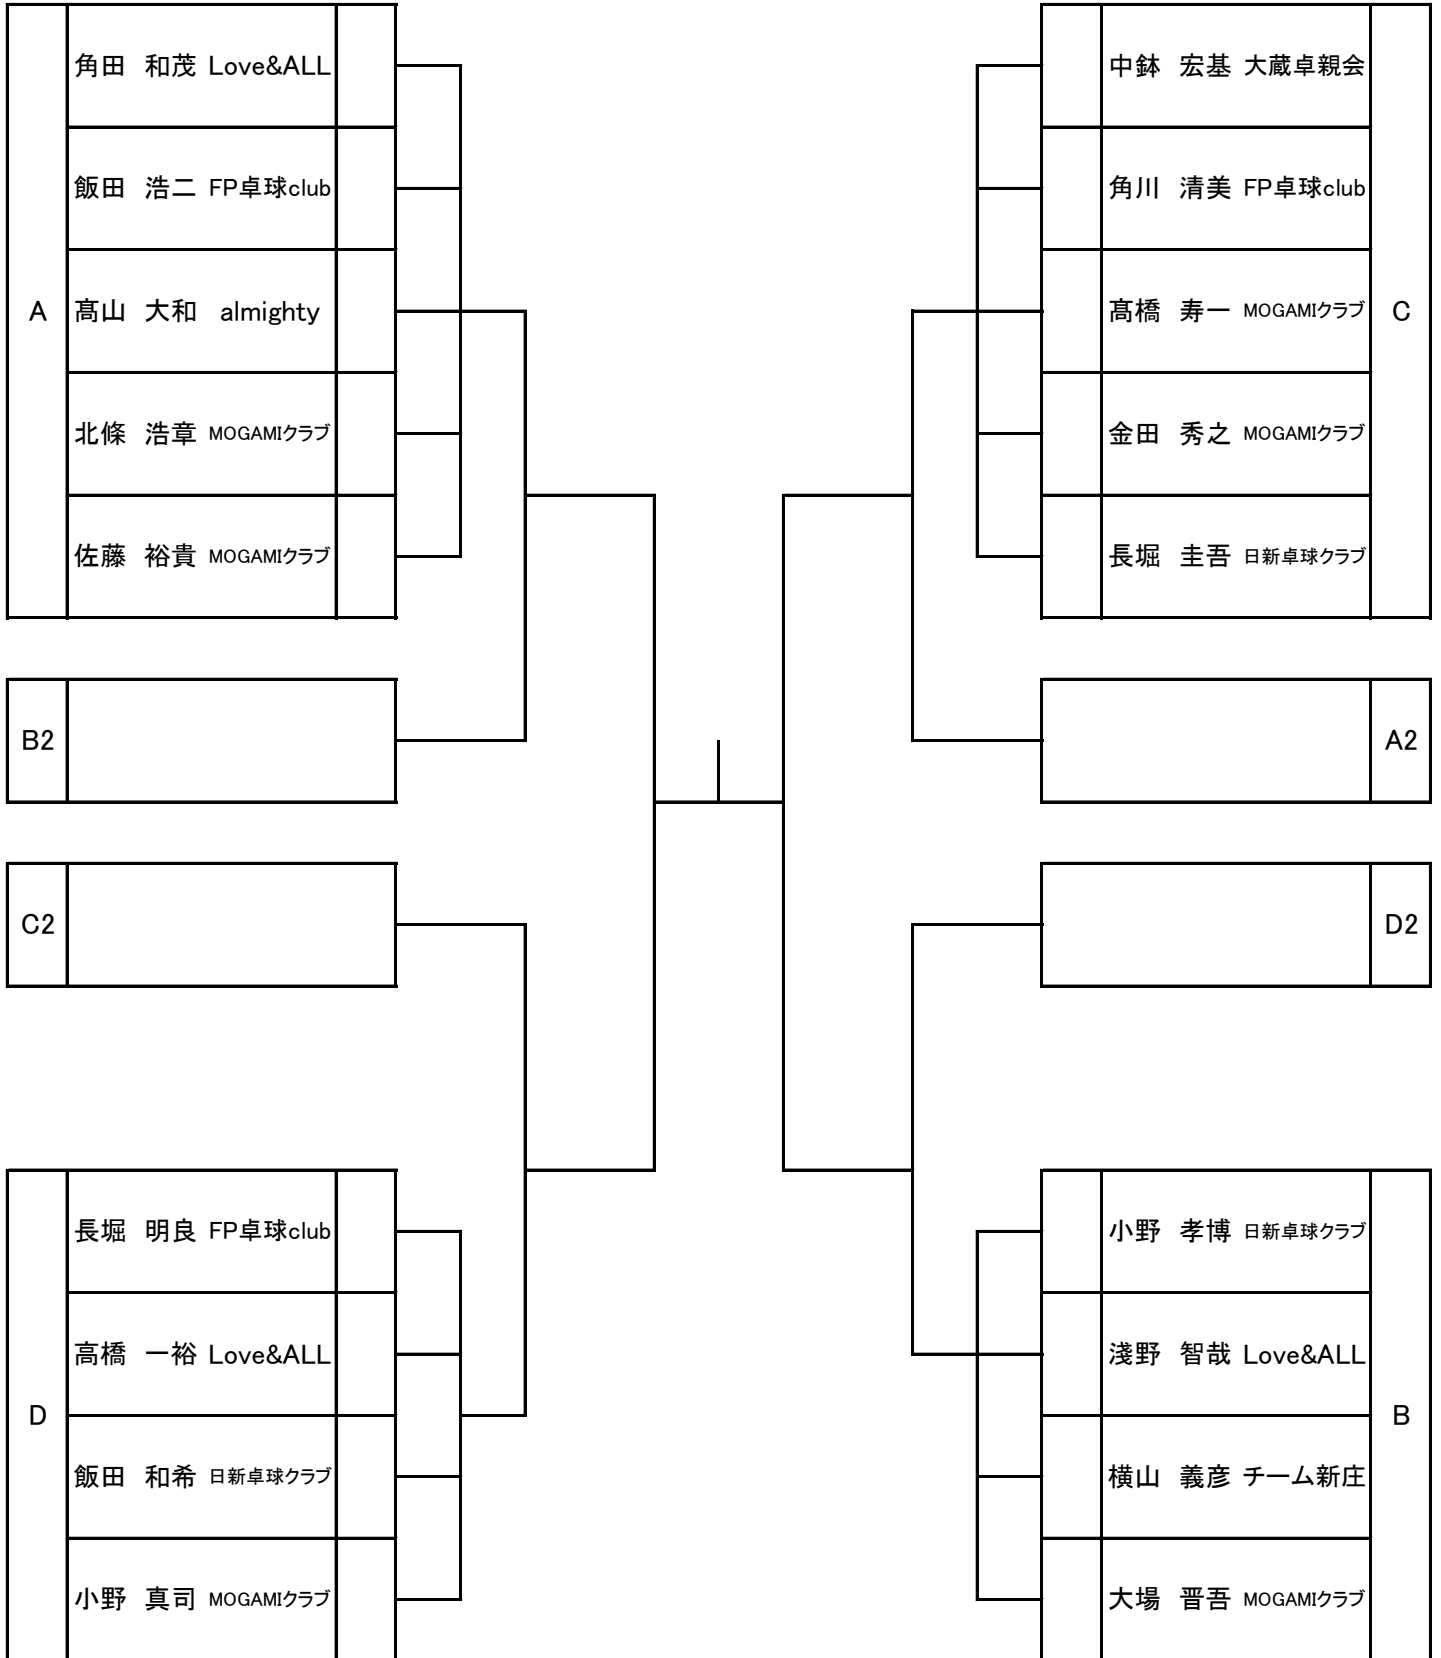 角田 和茂 Love&ALL
飯田 浩二 FP卓球club
A 髙山 大和 almighty
北條 浩章 MOGAMIクラブ
佐藤 裕貴 MOGAMIクラブ
B2
C2
長堀 明良 FP卓球club
高橋 一裕 Love&ALL
D
飯田 和希 日新卓球クラブ
小野 真司 MOGAMIクラブ
中鉢 宏基 大蔵卓親会
角川 清美 FP卓球club
髙橋 寿一 MOGAMIクラブ C
金田 秀之 MOGAMIクラブ
長堀 圭吾 日新卓球クラブ
A2
D2
小野 孝博 日新卓球クラブ
淺野 智哉 Love&ALL
B
横山 義彦 チーム新庄
大場 晋吾 MOGAMIクラブ